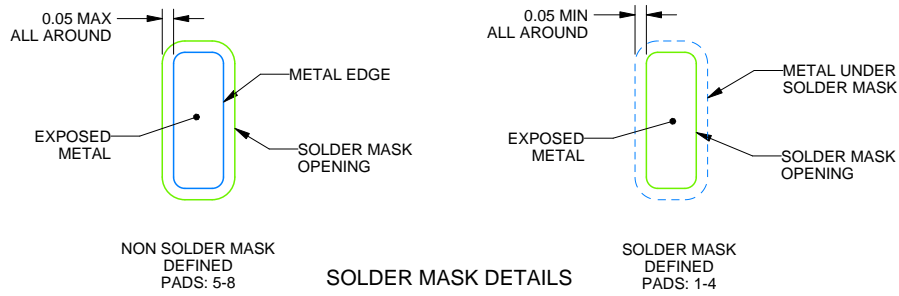 0.05 MAX
ALL AROUND
METAL EDGE
EXPOSED
METAL
SOLDER MASK
OPENING
NON SOLDER MASK
DEFINED
PADS: 5-8
0.05 MIN
ALL AROUND
METAL UNDER
SOLDER MASK
EXPOSED
METAL
SOLDER MASK
OPENING
SOLDER MASK
DEFINED
PADS: 1-4
SOLDER MASK DETAILS